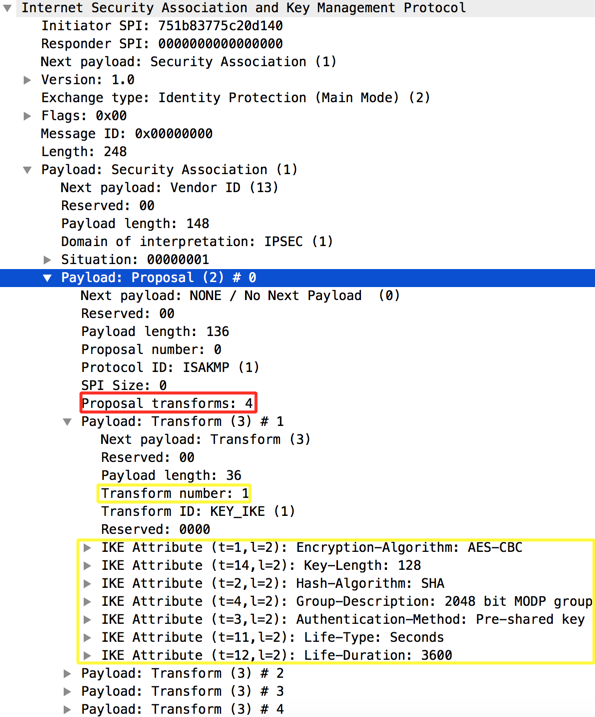 Internet Security Association and Key Management Protocol
Initiator SPI: 751b83775c20d140
Responder SPI: 0000000000000000
Next payload: Security Association (1)
Version: 1.0
Exchange type: Identity Protection (Main Mode) (2)
Flags: 0x00
Message ID: 0x00000000
Length: 248
Payload: Security Association (1)
Next payload: Vendor ID (13)
Reserved: 00
Payload length: 148
Domain of interpretation: IPSEC (1)
Situation: 00000001
Payload: Proposal (2) # 0
Next payload: NONE / No Next Payload  (0)
Reserved: 00
Payload length: 136
Proposal number: 0
Protocol ID: ISAKMP (1)
SPI Size: 0
Proposal transforms: 4
Payload: Transform (3) # 1
Next payload: Transform (3)
Reserved: 00
Payload length: 36
Transform number: 1
Transform ID: KEY_IKE (1)
Reserved: 0000
IKE Attribute (t=1,l=2): Encryption-Algorithm: AES-CBC
IKE Attribute (t=14,l=2): Key-Length: 128
IKE Attribute (t=2,l=2): Hash-Algorithm: SHA
IKE Attribute (t=4,l=2): Group-Description: 2048 bit MODP group
IKE Attribute (t=3,l=2): Authentication-Method: Pre-shared key
IKE Attribute (t=11,l=2): Life-Type: Seconds
IKE Attribute (t=12,l=2): Life-Duration: 3600
Payload: Transform (3) # 2
Payload: Transform (3) # 3
Payload: Transform (3) # 4